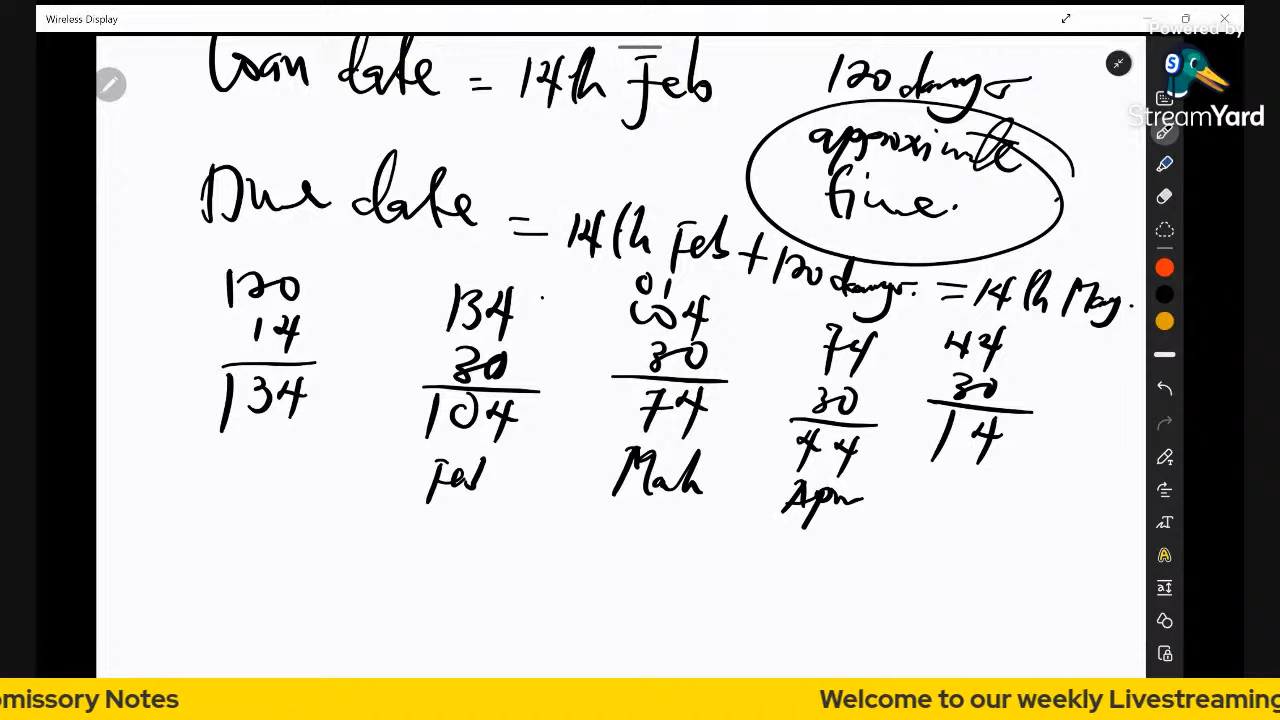 Wireless Display
Powered by
StreamYard
Loan date = 14th Feb
120 days
approximate
time.
Due date = 14th Feb + 120 days. = 14th May.
120
14
134
134
30
104
Feb
01
104
30
74
Mah
74
30
44
Apr
44
30
14
omissory Notes
Welcome to our weekly Livestreaming